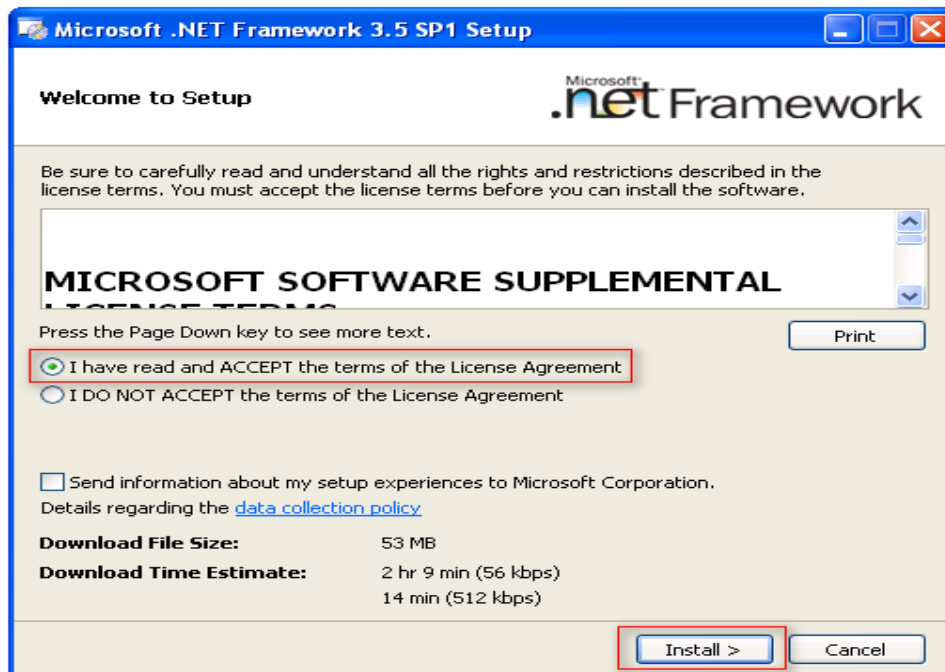 Microsoft .NET Framework 3.5 SP1 Setup
Welcome to Setup
Microsoft
.net Framework
Be sure to carefully read and understand all the rights and restrictions described in the
license terms. You must accept the license terms before you can install the software.
MICROSOFT SOFTWARE SUPPLEMENTAL
LICENSE TERMS
Press the Page Down key to see more text.
Print
I have read and ACCEPT the terms of the License Agreement
I DO NOT ACCEPT the terms of the License Agreement
Send information about my setup experiences to Microsoft Corporation.
Details regarding the data collection policy
Download File Size: 53 MB
Download Time Estimate: 2 hr 9 min (56 kbps)
14 min (512 kbps)
Install >
Cancel